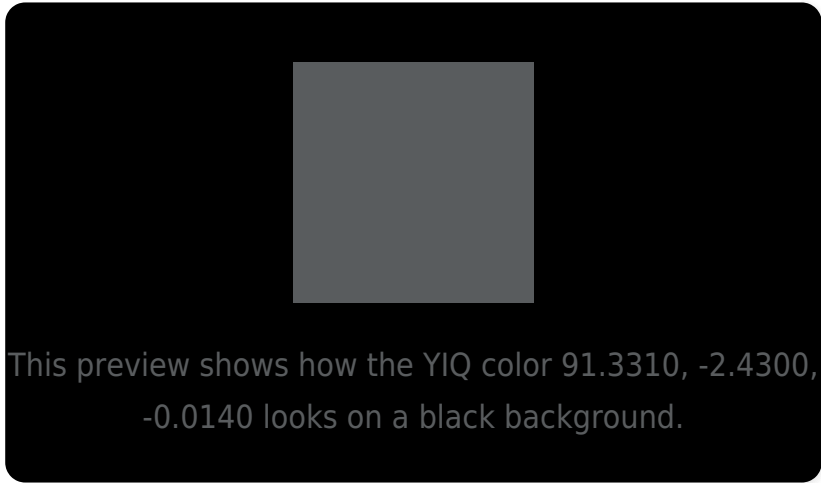 This preview shows how the YIQ color 91.3310, -2.4300,
-0.0140 looks on a black background.